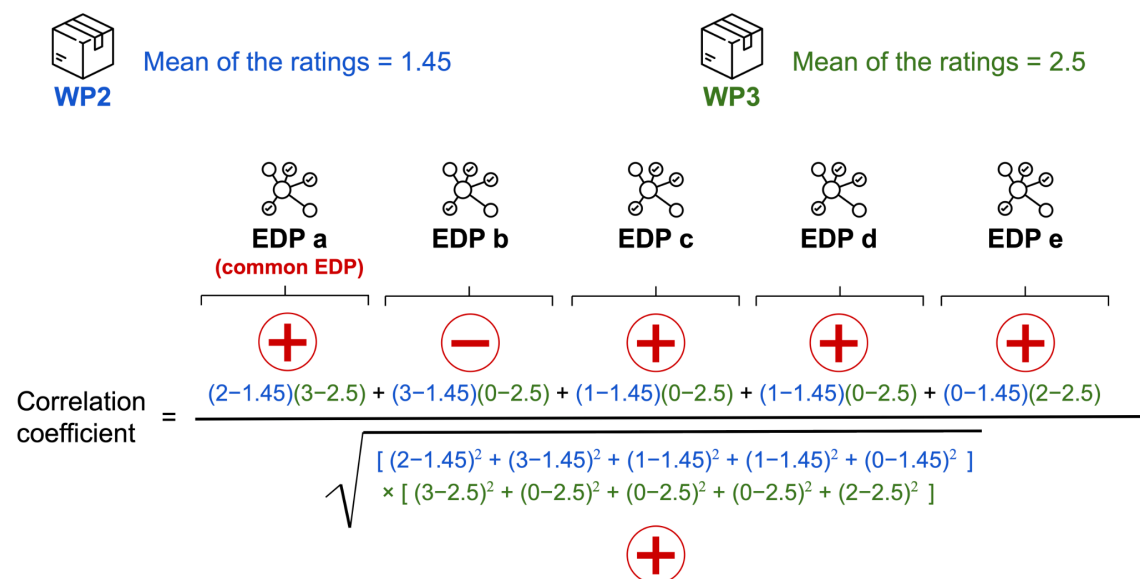 Mean of the ratings = 1.45
WP2
Mean of the ratings = 2.5
WP3
EDP a
(common EDP)
EDP b
EDP c
EDP d
EDP e
Correlation
coefficient
=
(2−1.45)(3−2.5) + (3−1.45)(0−2.5) + (1−1.45)(0−2.5) + (1−1.45)(0−2.5) + (0−1.45)(2−2.5)
√
[ (2−1.45)² + (3−1.45)² + (1−1.45)² + (1−1.45)² + (0−1.45)² ]
× [ (3−2.5)² + (0−2.5)² + (0−2.5)² + (0−2.5)² + (2−2.5)² ]